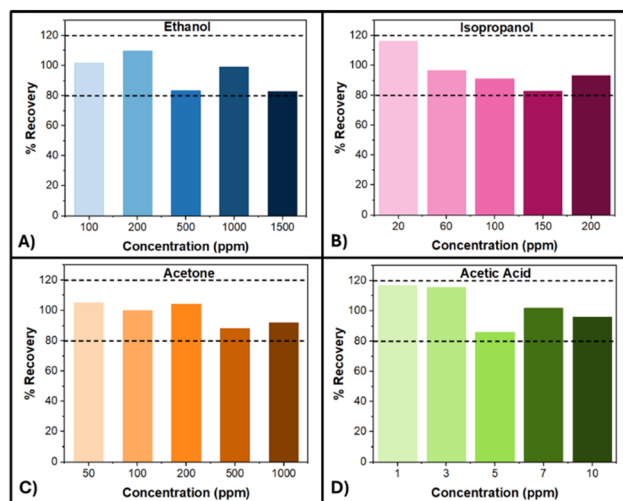 Ethanol
120
100
80
60
40
20
0
% Recovery
100 200 500 1000 1500
Concentration (ppm)
A)
Isopropanol
120
100
80
60
40
20
0
% Recovery
20 60 100 150 200
Concentration (ppm)
B)
Acetone
120
100
80
60
40
20
0
% Recovery
50 100 200 500 1000
Concentration (ppm)
C)
Acetic Acid
120
100
80
60
40
20
0
% Recovery
1 3 5 7 10
Concentration (ppm)
D)